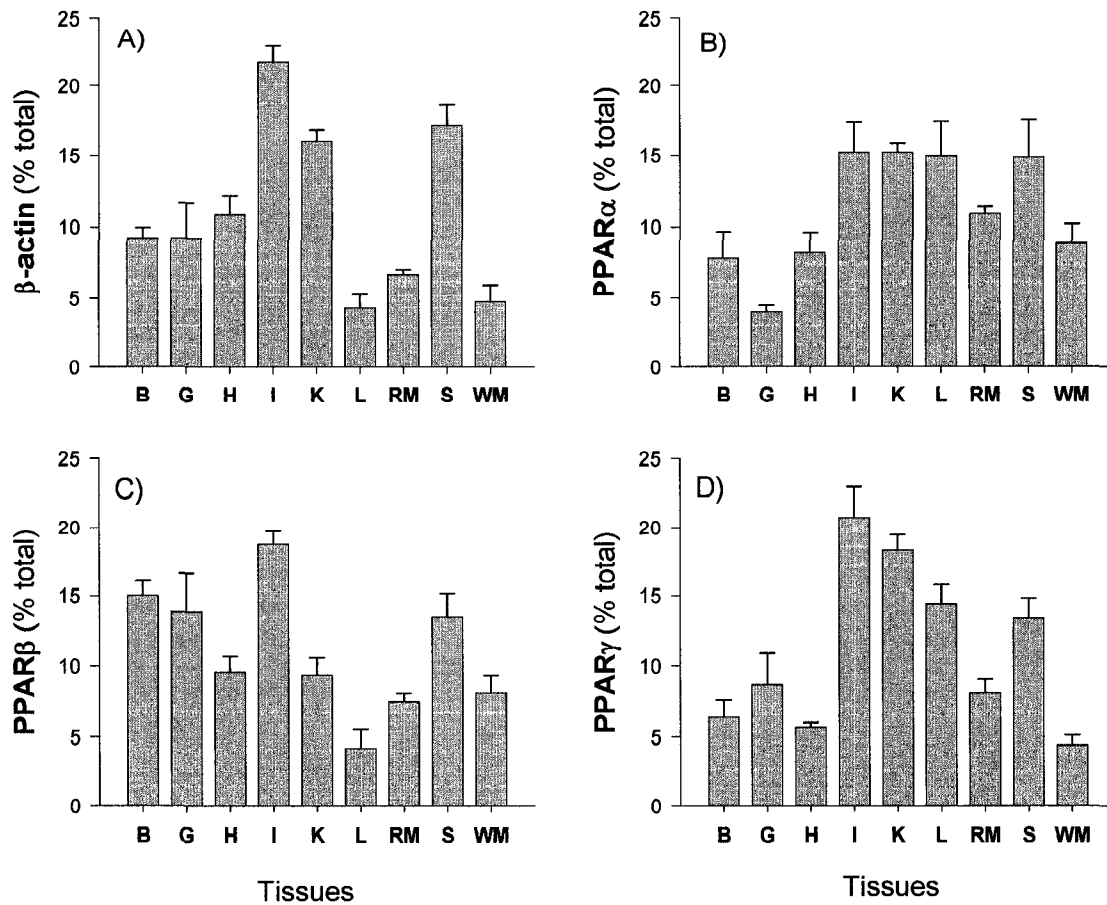 A)
β-actin (% total)
25
20
15
10
5
0
B G H I K L RM S WM
B)
PPARα (% total)
25
20
15
10
5
0
B G H I K L RM S WM
C)
PPARβ (% total)
25
20
15
10
5
0
B G H I K L RM S WM
Tissues
D)
PPARγ (% total)
25
20
15
10
5
0
B G H I K L RM S WM
Tissues